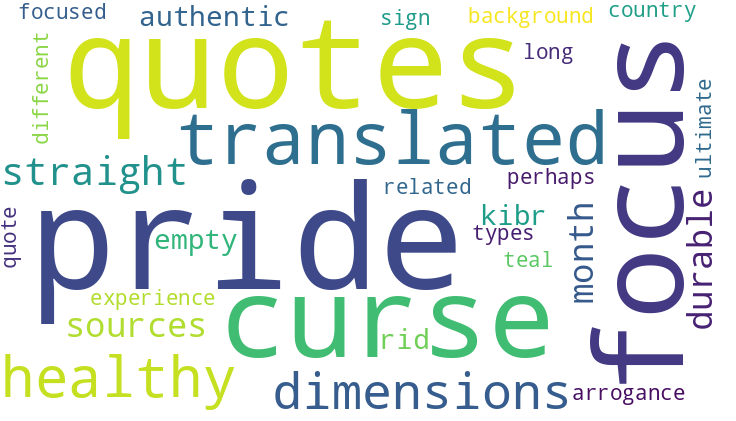 focused
authentic
sign
background
country
quotes
different
long
focus
translated
ultimate
straight
related
perhaps
pride
quote
empty
kibr
types
month
durable
teal
experience
curse
sources
rid
healthy
dimensions
arrogance